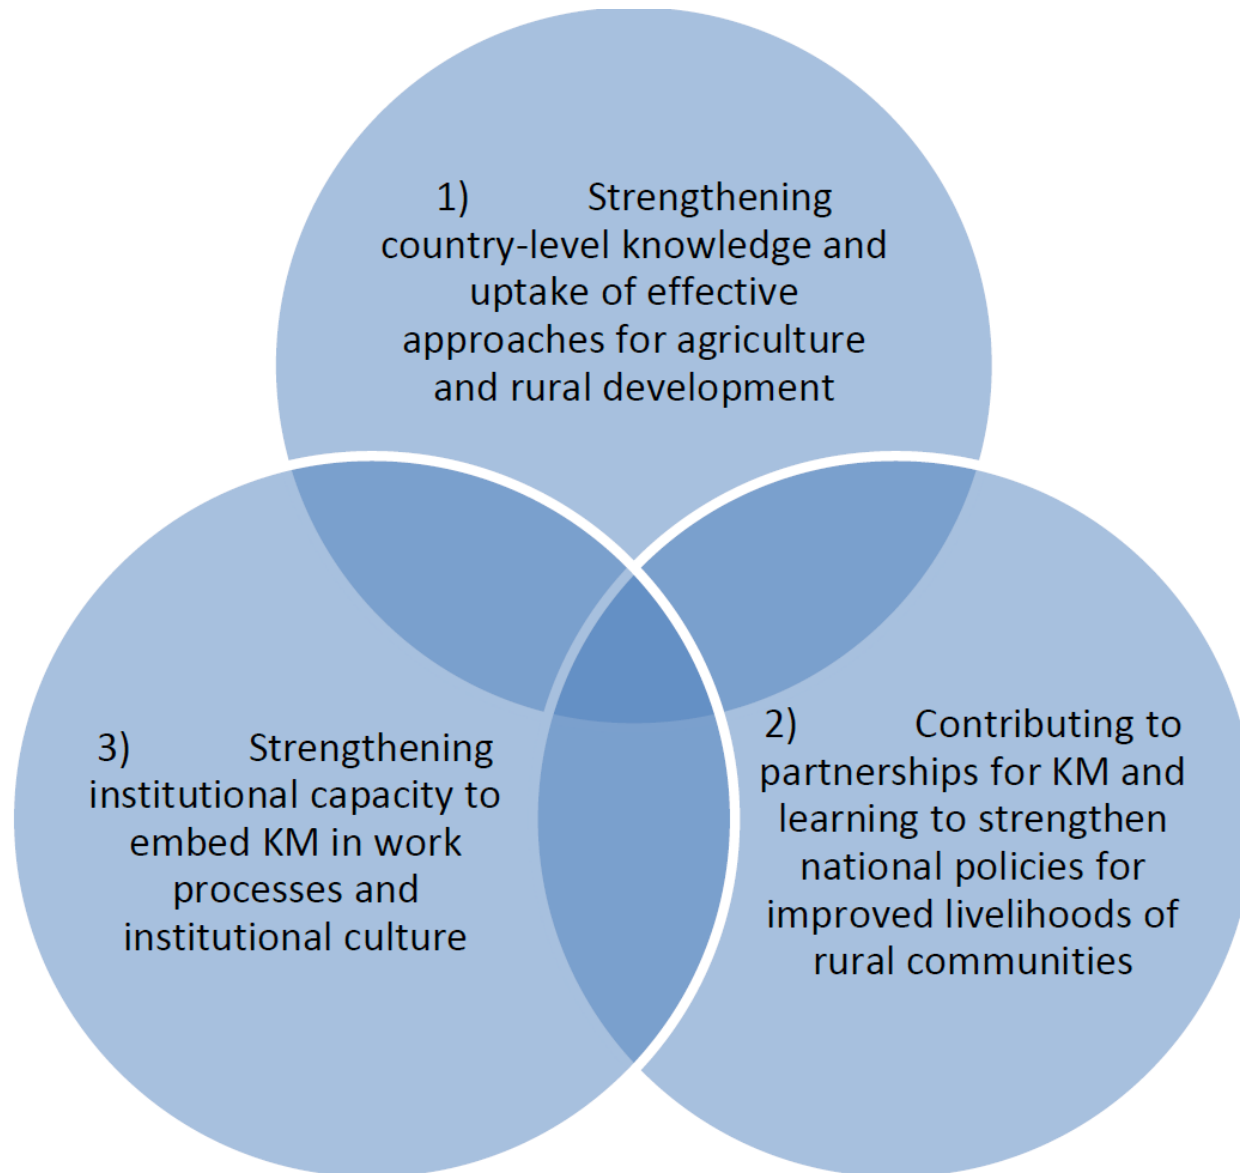 1) Strengthening
country-level knowledge and
uptake of effective
approaches for agriculture
and rural development
2) Contributing to
partnerships for KM and
learning to strengthen
national policies for
improved livelihoods of
rural communities
3) Strengthening
institutional capacity to
embed KM in work
processes and
institutional culture